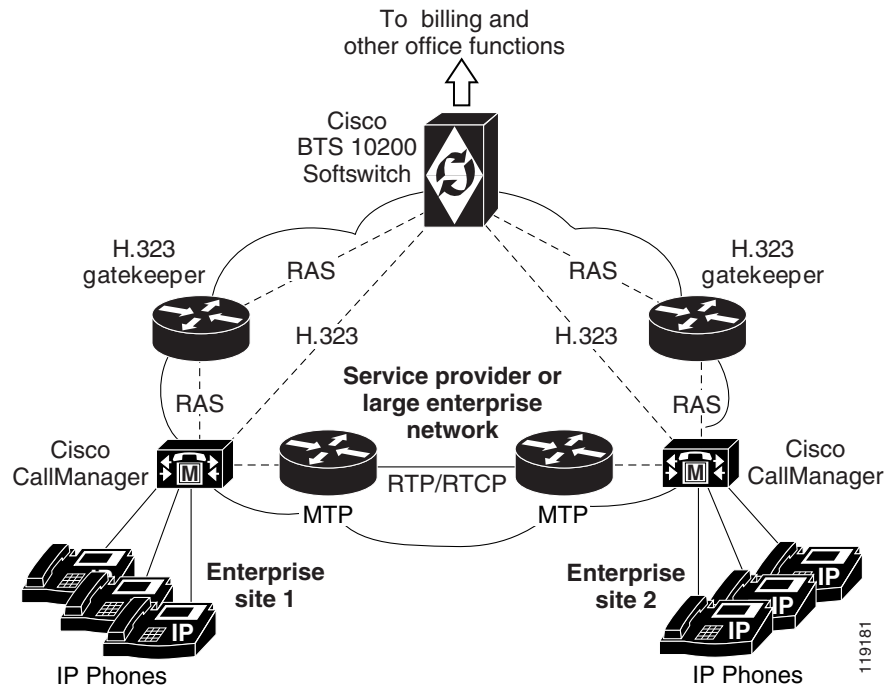 To billing and
other office functions
Cisco
BTS 10200
Softswitch
H.323
gatekeeper
H.323
gatekeeper
RAS
RAS
H.323
H.323
Service provider or
large enterprise
network
RAS
RAS
Cisco
CallManager
M
M
Cisco
CallManager
RTP/RTCP
MTP
MTP
Enterprise
site 1
Enterprise
site 2
IP
IP
IP
IP
IP Phones
IP Phones
119181